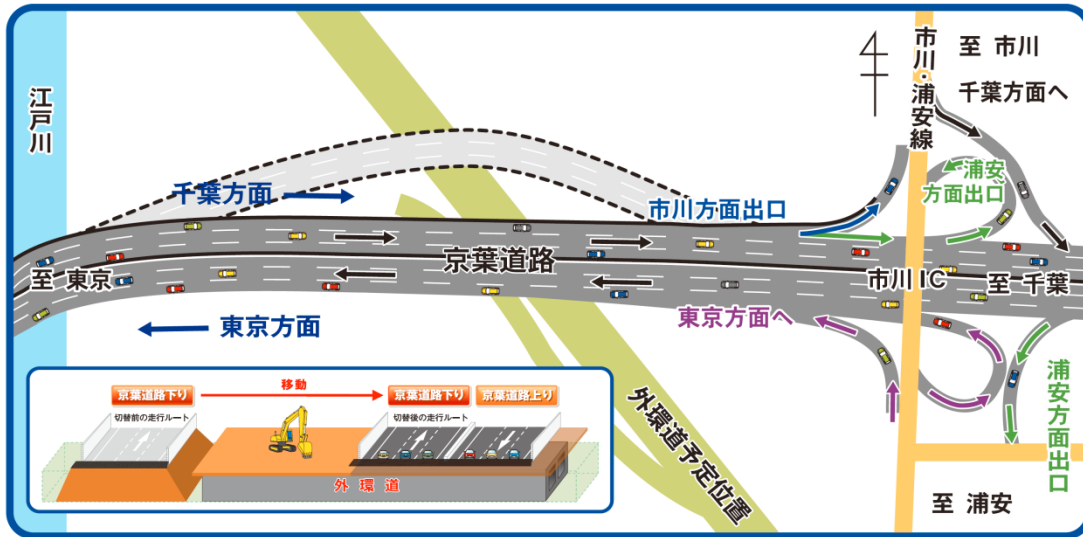 市川・浦安線
至 市川
千葉方面へ
江戸川
千葉方面
市川方面出口
浦安
方面出口
至 東京
京葉道路
市川 IC
至 千葉
東京方面
東京方面へ
浦安方面出口
外環道予定位置
至 浦安
京葉道路下り
移動
京葉道路下り
京葉道路上り
切替前の走行ルート
切替後の走行ルート
外環道